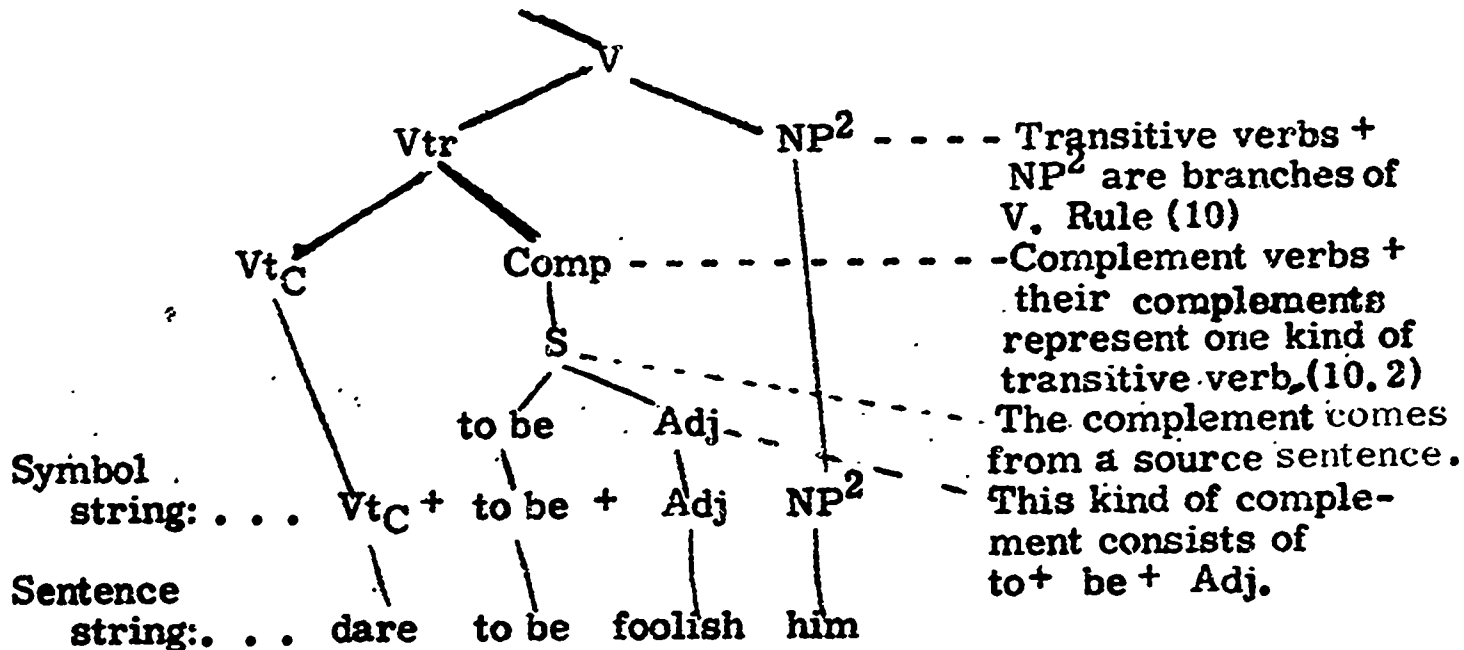 V
Vtr NP² - - - - Transitive verbs +
NP² are branches of
V. Rule (10)
VtC Comp - - - - - - - - - - -Complement verbs +
their complements
represent one kind of
transitive verb.(10.2)
S
The complement comes
from a source sentence.
to be Adj
This kind of comple-
ment consists of
to+ be + Adj.
Symbol
string: . . . VtC + to be + Adj NP²
Sentence
string:. . . dare to be foolish him